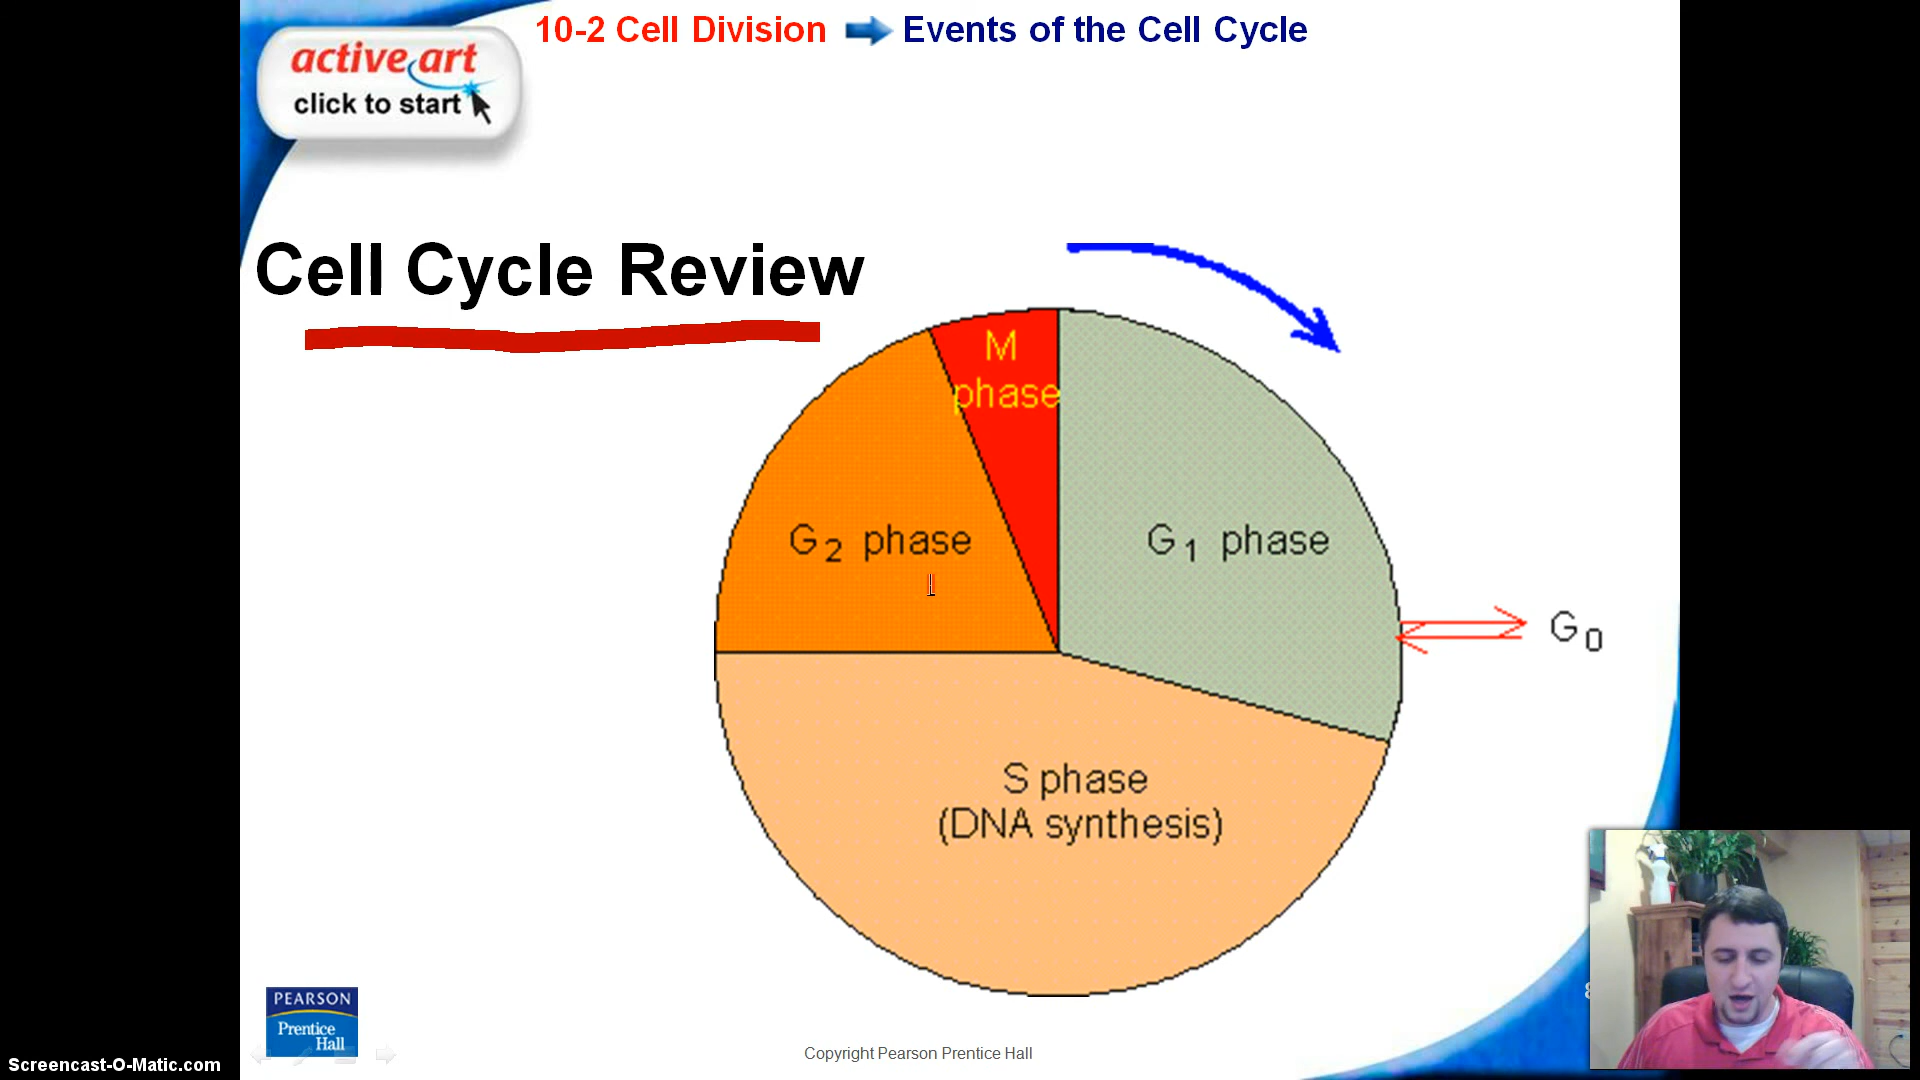 10-2 Cell Division Events of the Cell Cycle
active art
click to start
Cell Cycle Review
M
phase
G2 phase
G1 phase
G0
S phase
(DNA synthesis)
PEARSON
Prentice
Hall
Copyright Pearson Prentice Hall
Screencast-O-Matic.com